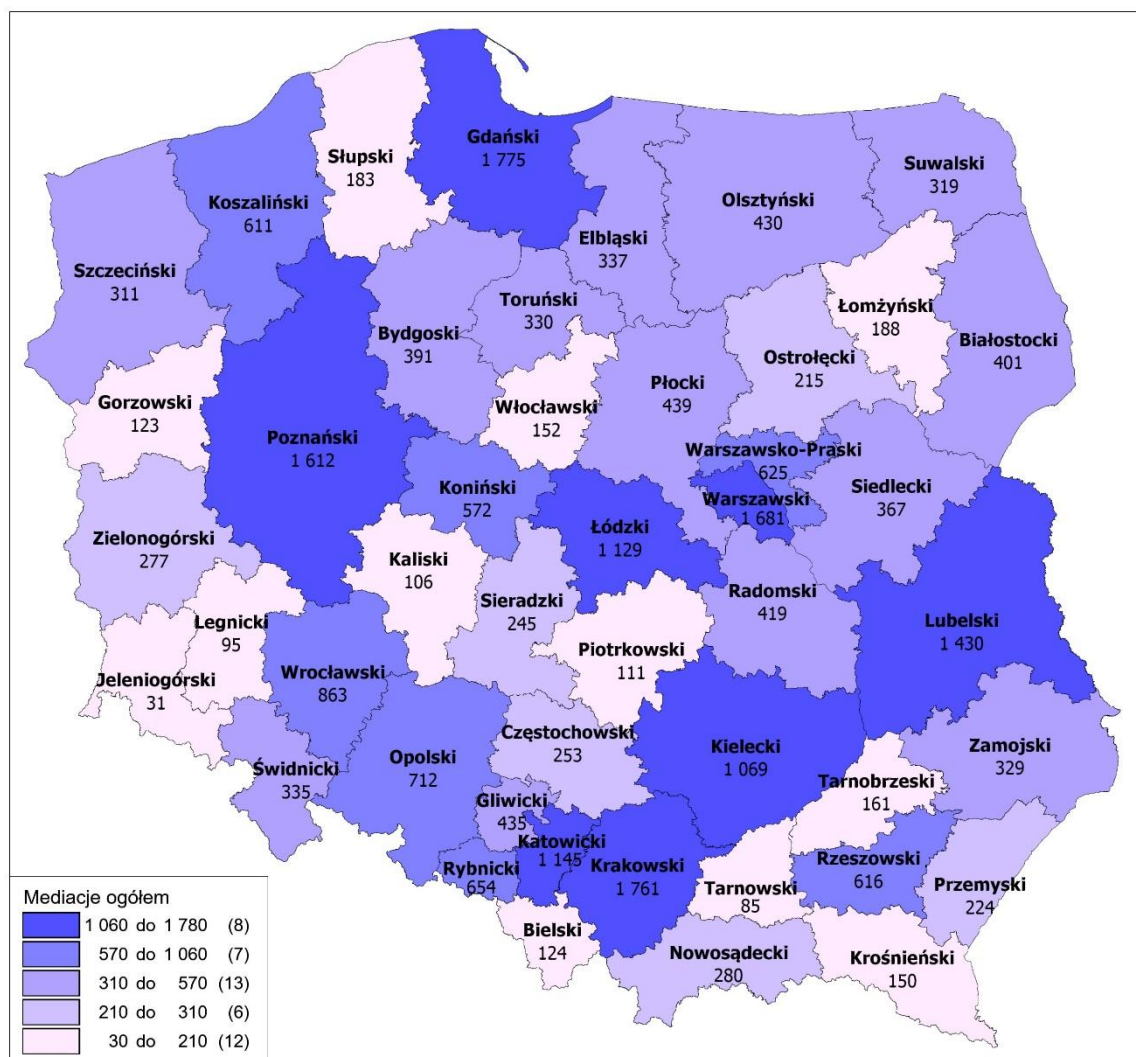 Gdański
1 775
Słupski
183
Suwalski
319
Koszaliński
611
Olsztyński
430
Elbląski
337
Szczeciński
311
Toruński
330
Łomżyński
188
Bydgoski
391
Białostocki
401
Ostrołęcki
215
Płocki
439
Gorzowski
123
Włocławski
152
Poznański
1 612
Warszawsko-Praski
625
Koniński
572
Siedlecki
367
Warszawski
1 681
Łódzki
1 129
Zielonogórski
277
Kaliski
106
Radomski
419
Sieradzki
245
Lubelski
1 430
Legnicki
95
Piotrkowski
111
Wrocławski
863
Jeleniogórski
31
Częstochowski
253
Kielecki
1 069
Zamojski
329
Opolski
712
Świdnicki
335
Tarnobrzeski
161
Gliwicki
435
Katowicki
1 145
Rybnicki
654
Krakowski
1 761
Rzeszowski
616
Tarnowski
85
Przemyski
224
Bielski
124
Nowosądecki
280
Krośnieński
150
Mediacje ogółem
1 060 do 1 780 (8)
570 do 1 060 (7)
310 do 570 (13)
210 do 310 (6)
30 do 210 (12)